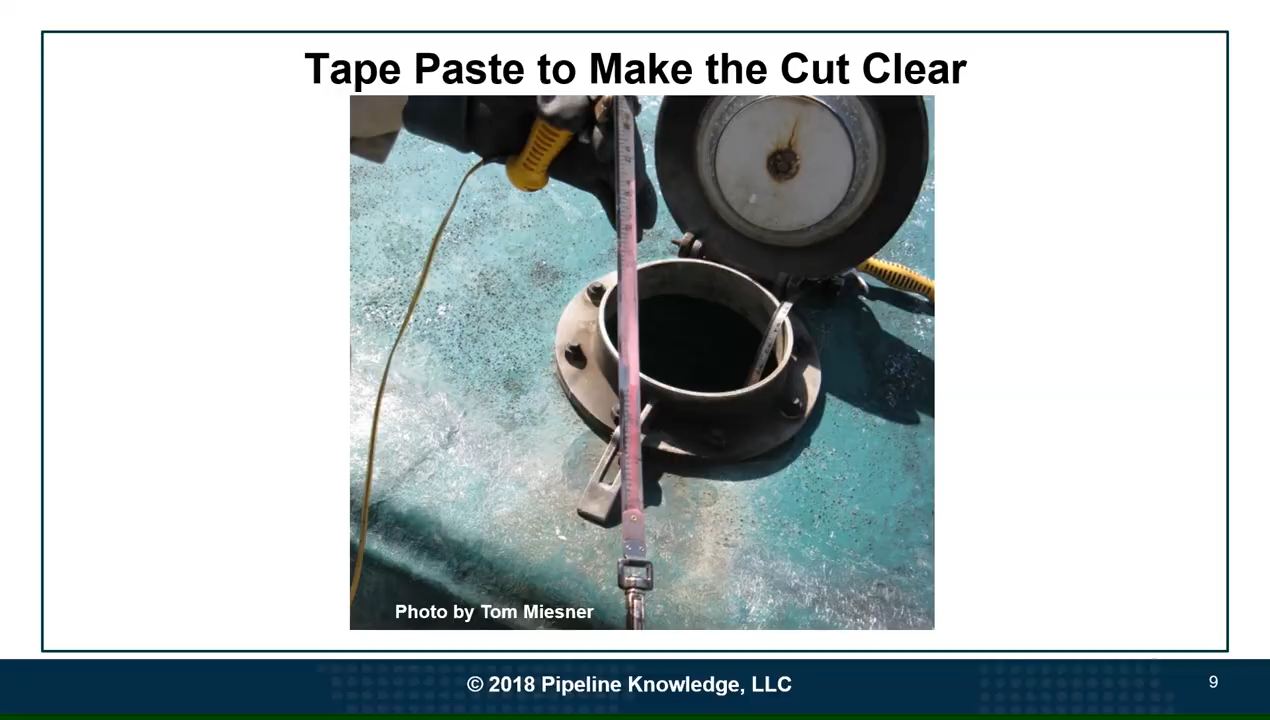 Tape Paste to Make the Cut Clear
Photo by Tom Miesner
© 2018 Pipeline Knowledge, LLC
9